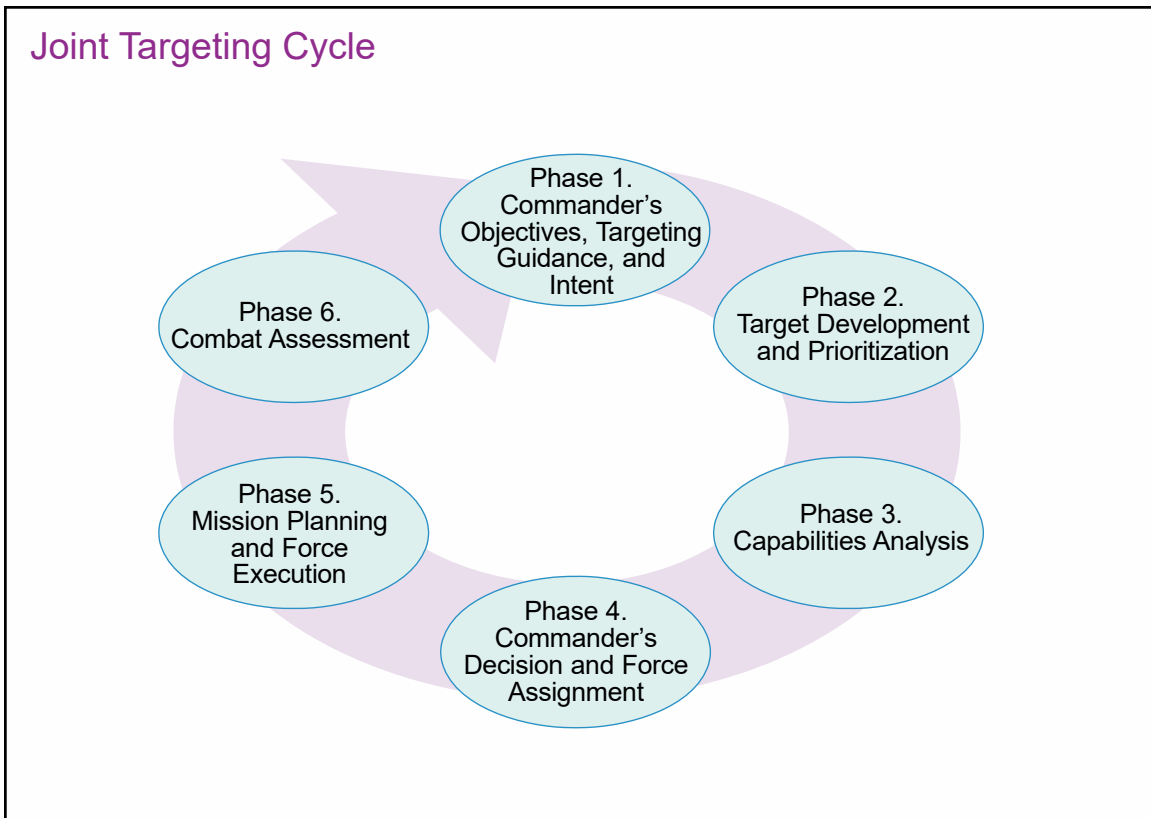 Joint Targeting Cycle
Phase 1.
Commander’s
Objectives, Targeting
Guidance, and
Intent
Phase 2.
Target Development
and Prioritization
Phase 3.
Capabilities Analysis
Phase 4.
Commander’s
Decision and Force
Assignment
Phase 5.
Mission Planning
and Force
Execution
Phase 6.
Combat Assessment